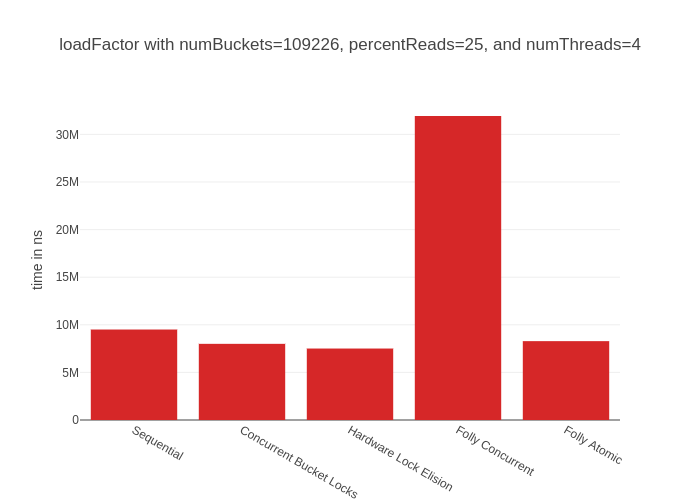 loadFactor with numBuckets=109226, percentReads=25, and numThreads=4
time in ns
30M
25M
20M
15M
10M
5M
0
Sequential
Concurrent Bucket Locks
Hardware Lock Elision
Folly Concurrent
Folly Atomic